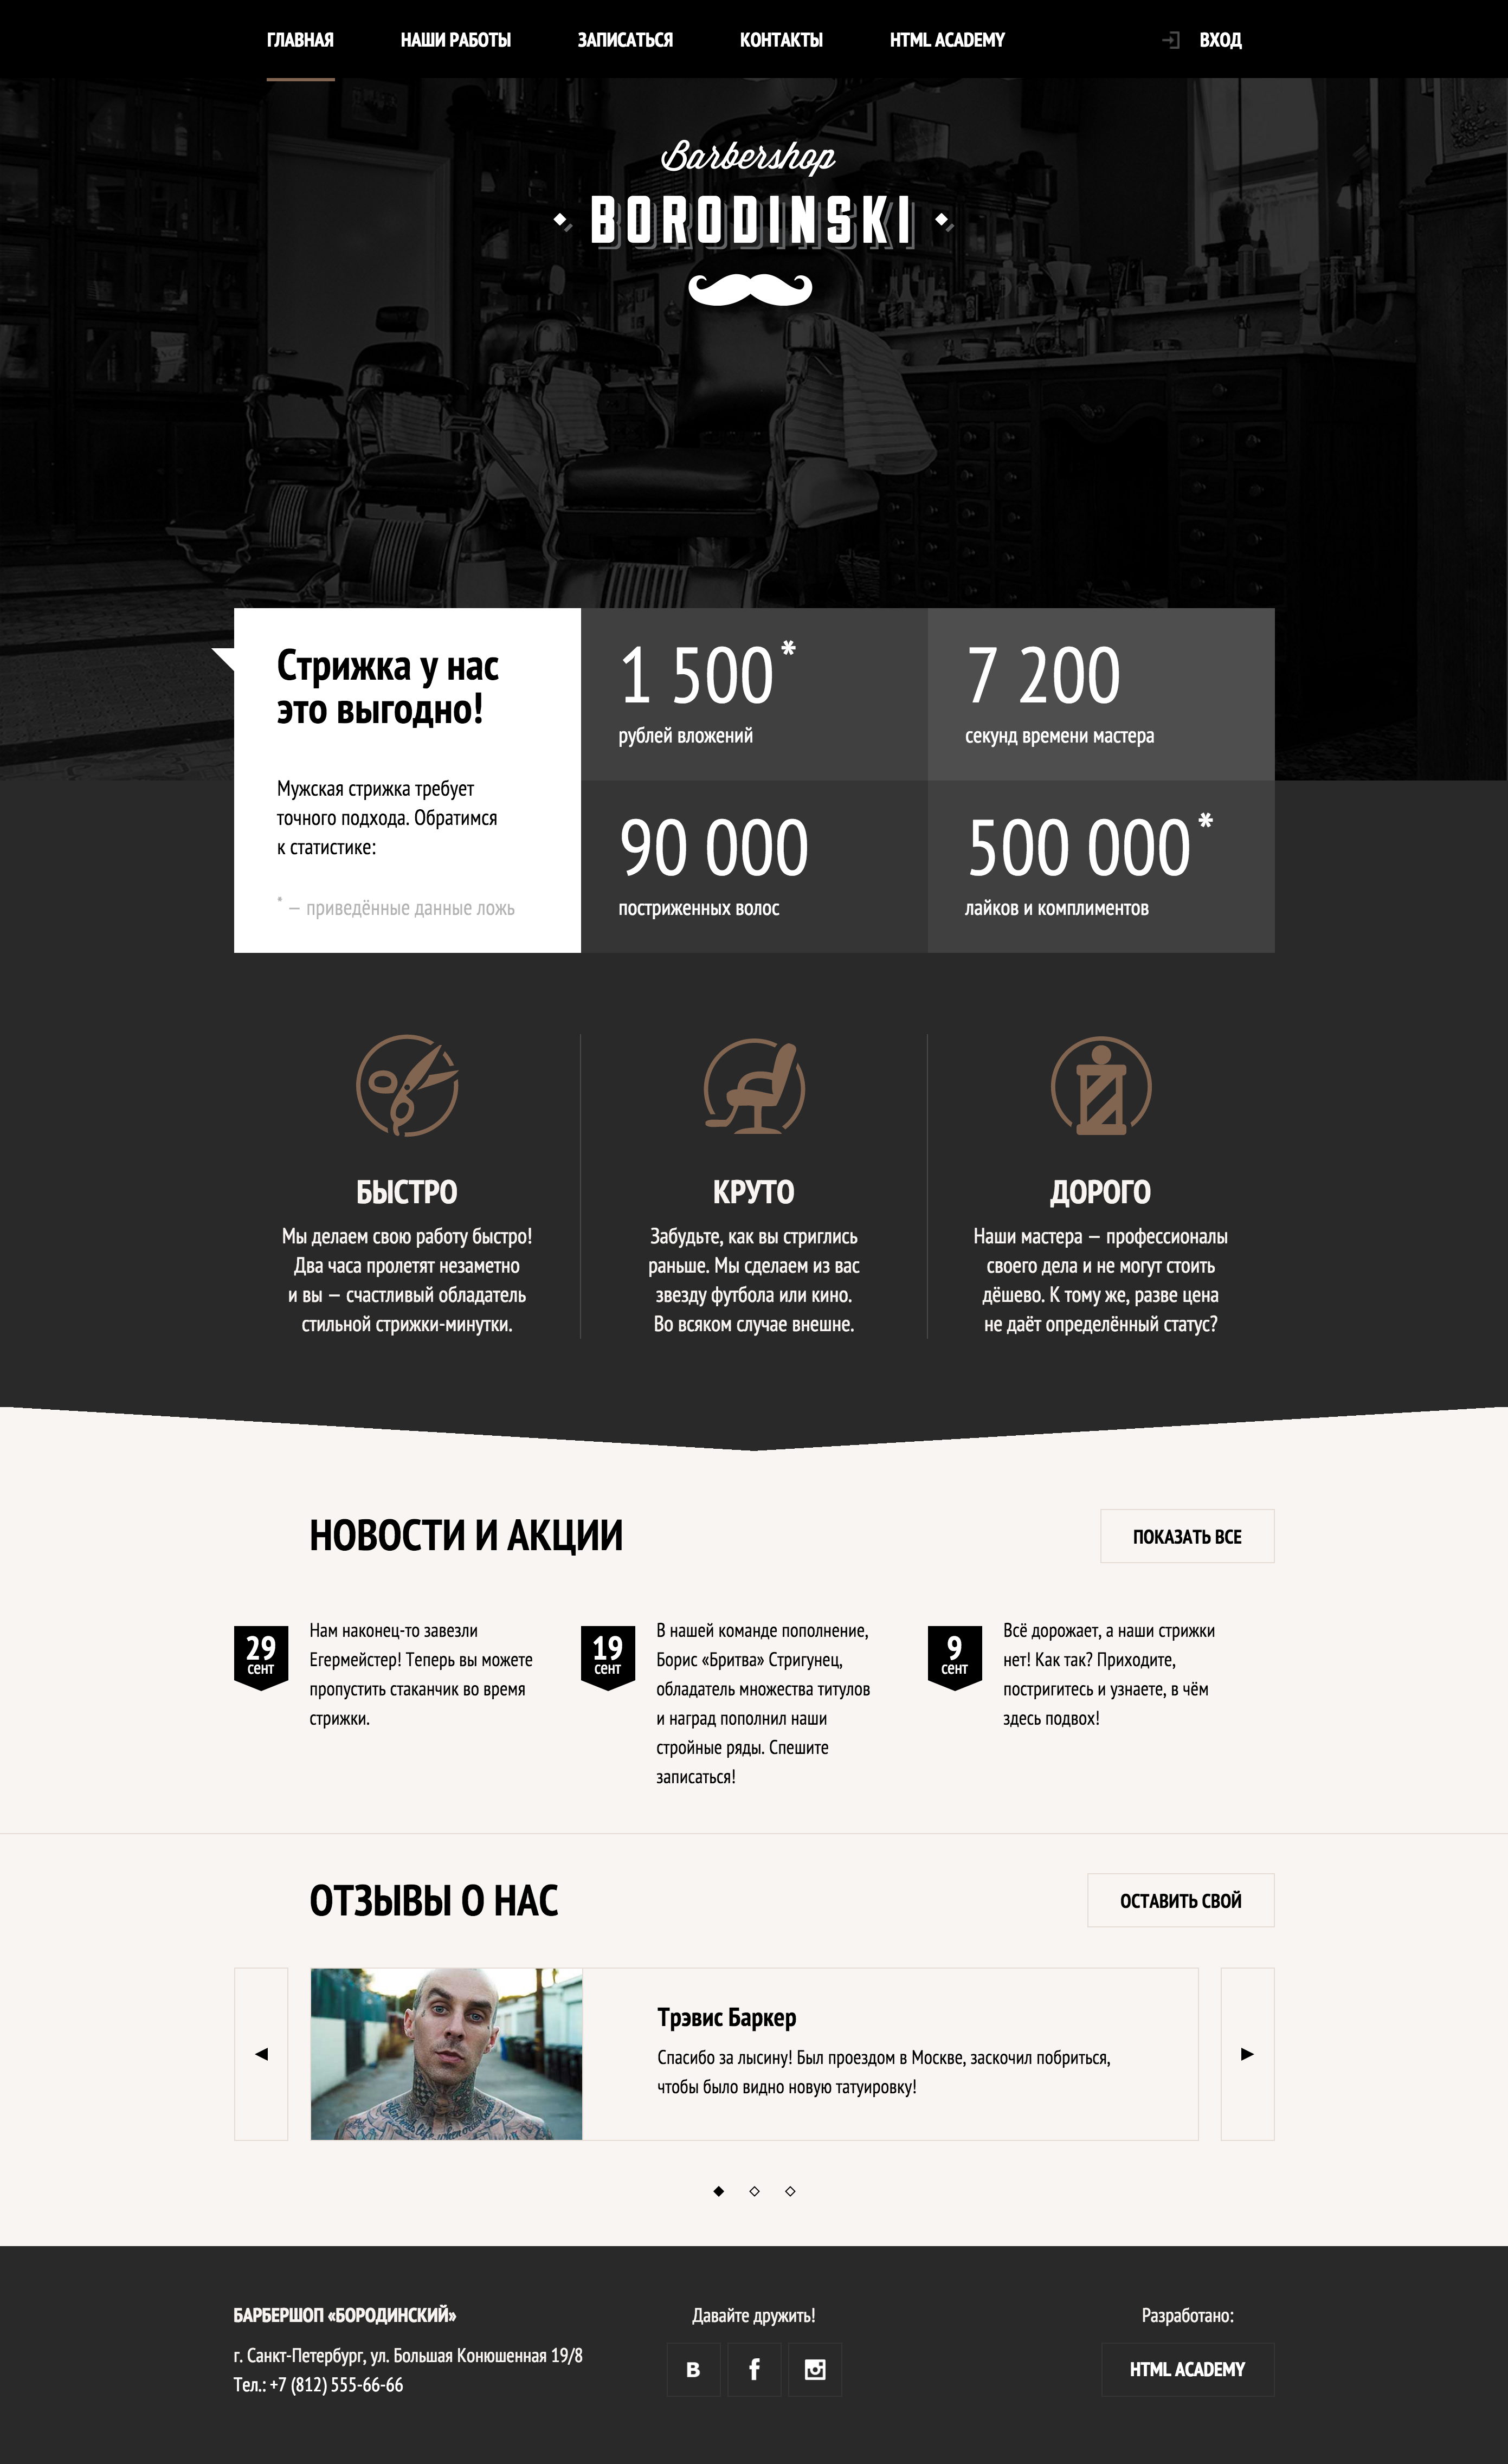 ГЛАВНАЯ НАШИ РАБОТЫ ЗАПИСАТЬСЯ КОНТАКТЫ HTML ACADEMY ВХОД
Barbershop
BORODINSKI
Стрижка у нас
это выгодно!
Мужская стрижка требует
точного подхода. Обратимся
к статистике:
* — приведённые данные ложь
1 500*
рублей вложений
7 200
секунд времени мастера
90 000
постриженных волос
500 000*
лайков и комплиментов
БЫСТРО
Мы делаем свою работу быстро!
Два часа пролетят незаметно
и вы — счастливый обладатель
стильной стрижки-минутки.
КРУТО
Забудьте, как вы стриглись
раньше. Мы сделаем из вас
звезду футбола или кино.
Во всяком случае внешне.
ДОРОГО
Наши мастера — профессионалы
своего дела и не могут стоить
дёшево. К тому же, разве цена
не даёт определённый статус?
НОВОСТИ И АКЦИИ
ПОКАЗАТЬ ВСЕ
29
сент
Нам наконец-то завезли
Егермейстер! Теперь вы можете
пропустить стаканчик во время
стрижки.
19
сент
В нашей команде пополнение,
Борис «Бритва» Стригунец,
обладатель множества титулов
и наград пополнил наши
стройные ряды. Спешите
записаться!
9
сент
Всё дорожает, а наши стрижки
нет! Как так? Приходите,
постригитесь и узнаете, в чём
здесь подвох!
ОТЗЫВЫ О НАС
ОСТАВИТЬ СВОЙ
Трэвис Баркер
Спасибо за лысину! Был проездом в Москве, заскочил побриться,
чтобы было видно новую татуировку!
БАРБЕРШОП «БОРОДИНСКИЙ»
г. Санкт-Петербург, ул. Большая Конюшенная 19/8
Тел.: +7 (812) 555-66-66
Давайте дружить!
В f
Разработано:
HTML ACADEMY